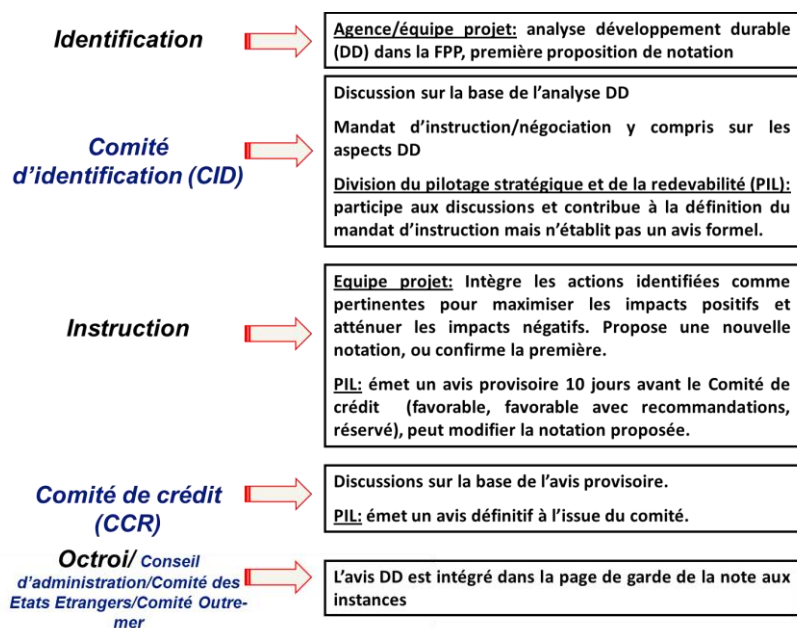 Identification
Agence/équipe projet: analyse développement durable
(DD) dans la FPP, première proposition de notation
Comité
d’identification (CID)
Discussion sur la base de l’analyse DD
Mandat d’instruction/négociation y compris sur les
aspects DD
Division du pilotage stratégique et de la redevabilité (PIL):
participe aux discussions et contribue à la définition du
mandat d’instruction mais n’établit pas un avis formel.
Instruction
Equipe projet: Intègre les actions identifiées comme
pertinentes pour maximiser les impacts positifs et
atténuer les impacts négatifs. Propose une nouvelle
notation, ou confirme la première.
PIL: émet un avis provisoire 10 jours avant le Comité de
crédit (favorable, favorable avec recommandations,
réservé), peut modifier la notation proposée.
Comité de crédit
(CCR)
Discussions sur la base de l’avis provisoire.
PIL: émet un avis définitif à l’issue du comité.
Octroi/ Conseil
d’administration/Comité des
Etats Etrangers/Comité Outre-
mer
L’avis DD est intégré dans la page de garde de la note aux
instances